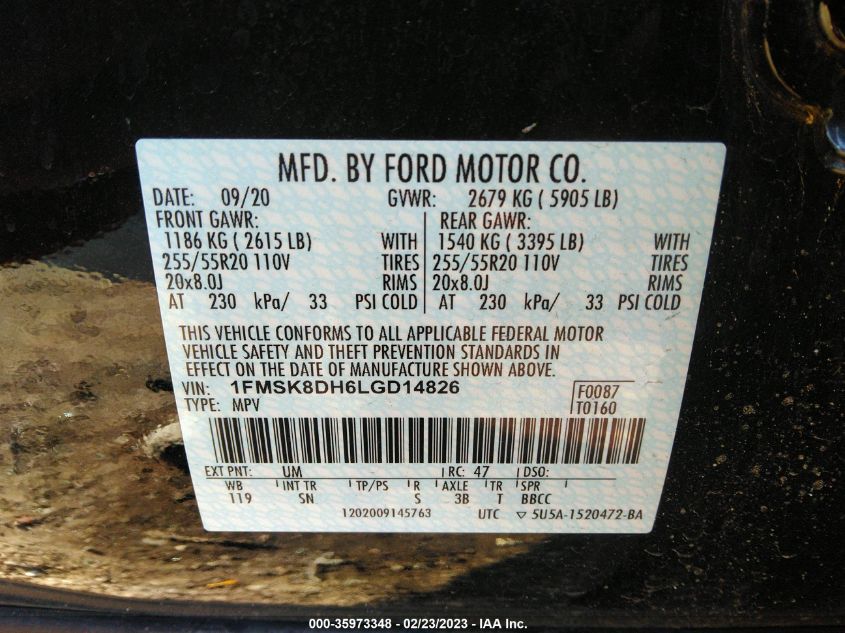 MFD. BY FORD MOTOR CO.
DATE: 09/20 GVWR: 2679 KG ( 5905 LB)
FRONT GAWR: REAR GAWR:
1186 KG ( 2615 LB) WITH 1540 KG ( 3395 LB) WITH
255/55R20 110V TIRES 255/55R20 110V TIRES
20x8.0J RIMS 20x8.0J RIMS
AT 230 kPa/ 33 PSI COLD AT 230 kPa/ 33 PSI COLD
THIS VEHICLE CONFORMS TO ALL APPLICABLE FEDERAL MOTOR
VEHICLE SAFETY AND THEFT PREVENTION STANDARDS IN
EFFECT ON THE DATE OF MANUFACTURE SHOWN ABOVE.
VIN: 1FMSK8DH6LGD14826 F0087
TYPE: MPV T0160
EXT PNT: UM RC: 47 DSO:
WB INT TR TP/PS R AXLE TR SPR
119 SN S 3B T BBCC
1202009145763 UTC ▽ 5U5A-1520472-BA
000-35973348 - 02/23/2023 - IAA Inc.